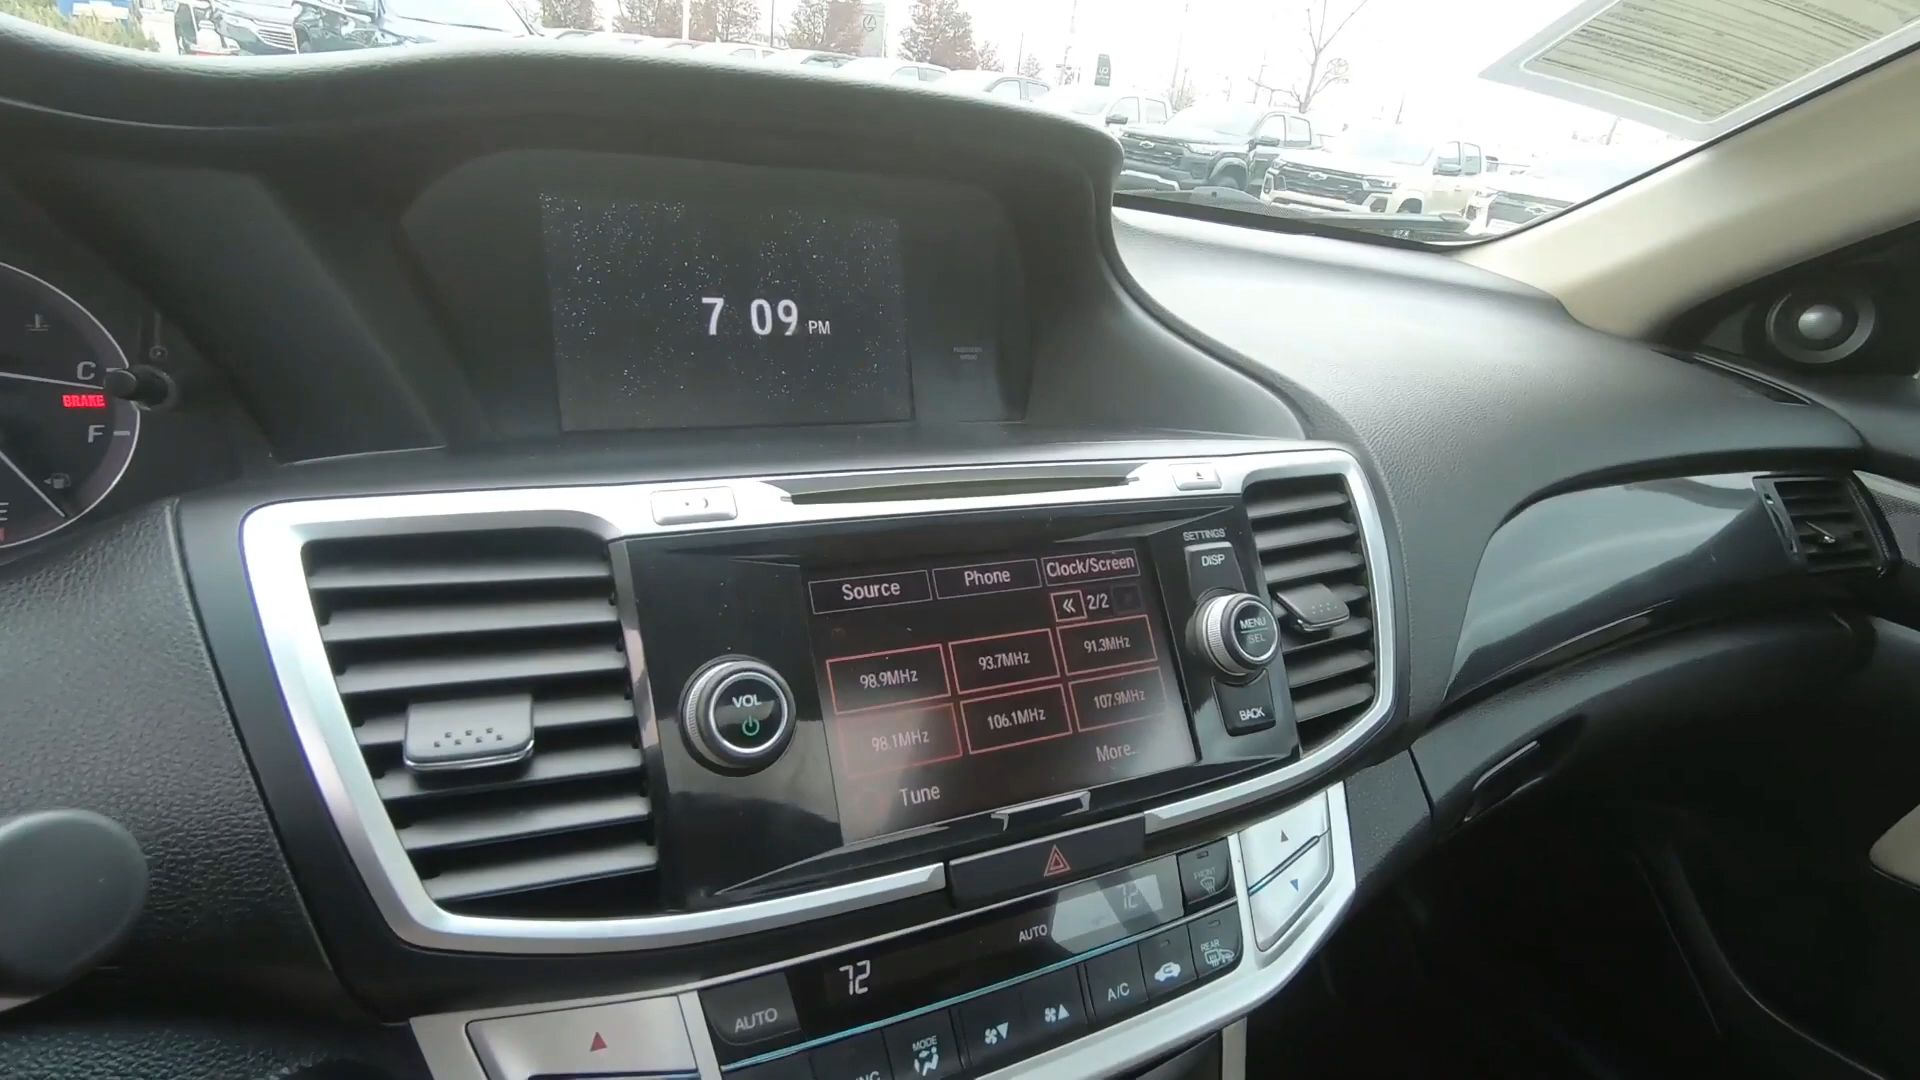 7 09 PM
C
BRAKE
F
E
SETTINGS
DISP
Source
Phone
Clock/Screen
2/2
MENU
SEL
98.9MHz
93.7MHz
91.3MHz
VOL
98.1MHz
106.1MHz
107.9MHz
BACK
More..
Tune
FRONT
72
AUTO
72
REAR
A/C
AUTO
MODE